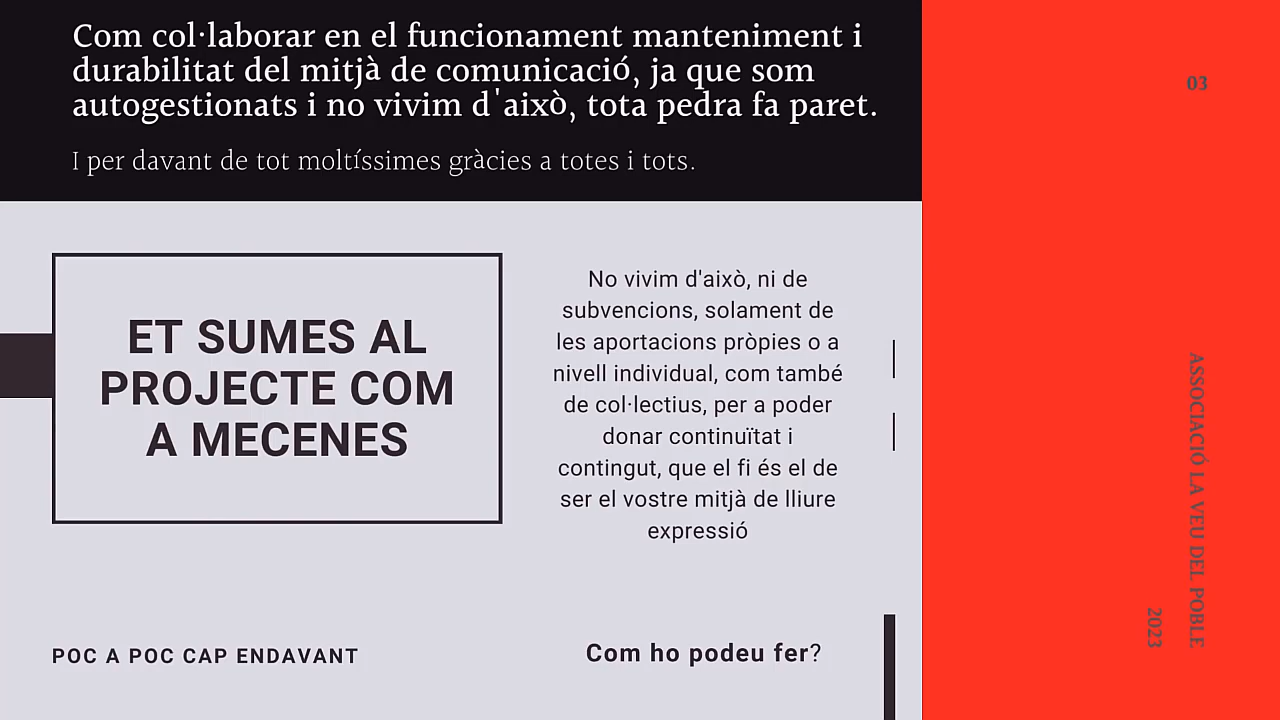 Com col·laborar en el funcionament manteniment i
durabilitat del mitjà de comunicació, ja que som
autogestionats i no vivim d'això, tota pedra fa paret.
I per davant de tot moltíssimes gràcies a totes i tots.
03
ET SUMES AL
PROJECTE COM
A MECENES
No vivim d'això, ni de
subvencions, solament de
les aportacions pròpies o a
nivell individual, com també
de col·lectius, per a poder
donar continuïtat i
contingut, que el fi és el de
ser el vostre mitjà de lliure
expressió
POC A POC CAP ENDAVANT
Com ho podeu fer?
ASSOCIACIÓ LA VEU DEL POBLE
2023